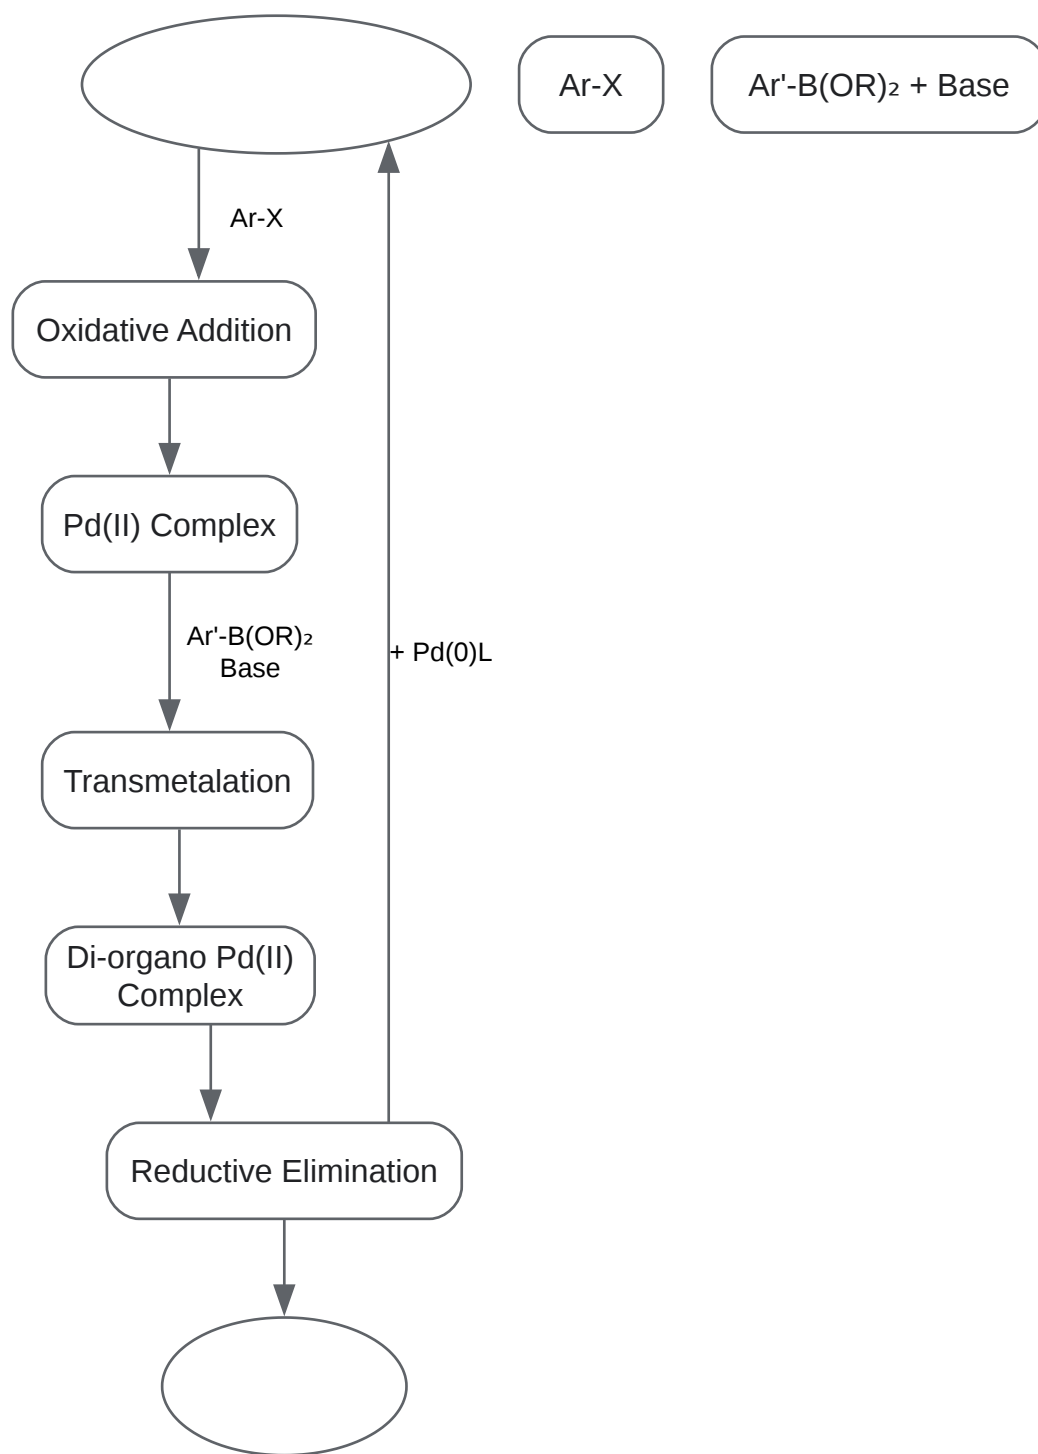 Ar-X
Ar'-B(OR)₂ + Base
Ar-X
Oxidative Addition
Pd(II) Complex
Ar'-B(OR)₂
Base
+ Pd(0)L
Transmetalation
Di-organo Pd(II)
Complex
Reductive Elimination